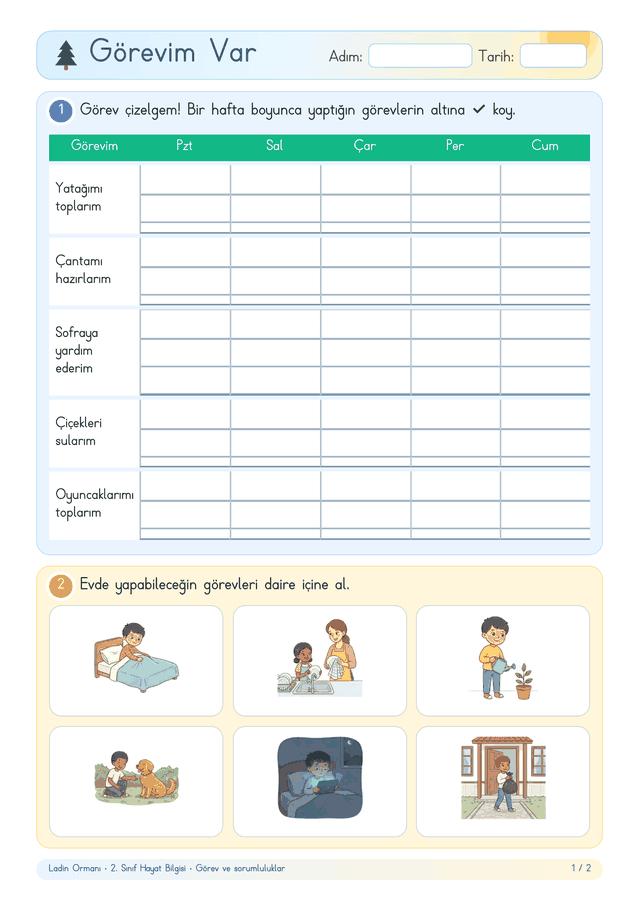 Görevim Var
Adım:
Tarih:
1 Görev çizelgem! Bir hafta boyunca yaptığın görevlerin altına ✓ koy.
Görevim Pzt Sal Çar Per Cum
Yatağımı
toplarım
Çantamı
hazırlarım
Sofraya
yardım
ederim
Çiçekleri
sularım
Oyuncaklarımı
toplarım
2 Evde yapabileceğin görevleri daire içine al.
Ladin Ormanı • 2. Sınıf Hayat Bilgisi • Görev ve sorumluluklar 1 / 2